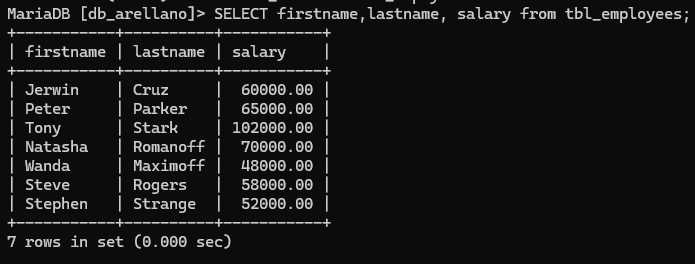 MariaDB [db_arellano]> SELECT firstname,lastname, salary from tbl_employees;
+-----------+----------+-----------+
| firstname | lastname | salary    |
+-----------+----------+-----------+
| Jerwin    | Cruz     |  60000.00 |
| Peter     | Parker   |  65000.00 |
| Tony      | Stark    | 102000.00 |
| Natasha   | Romanoff |  70000.00 |
| Wanda     | Maximoff |  48000.00 |
| Steve     | Rogers   |  58000.00 |
| Stephen   | Strange  |  52000.00 |
+-----------+----------+-----------+
7 rows in set (0.000 sec)